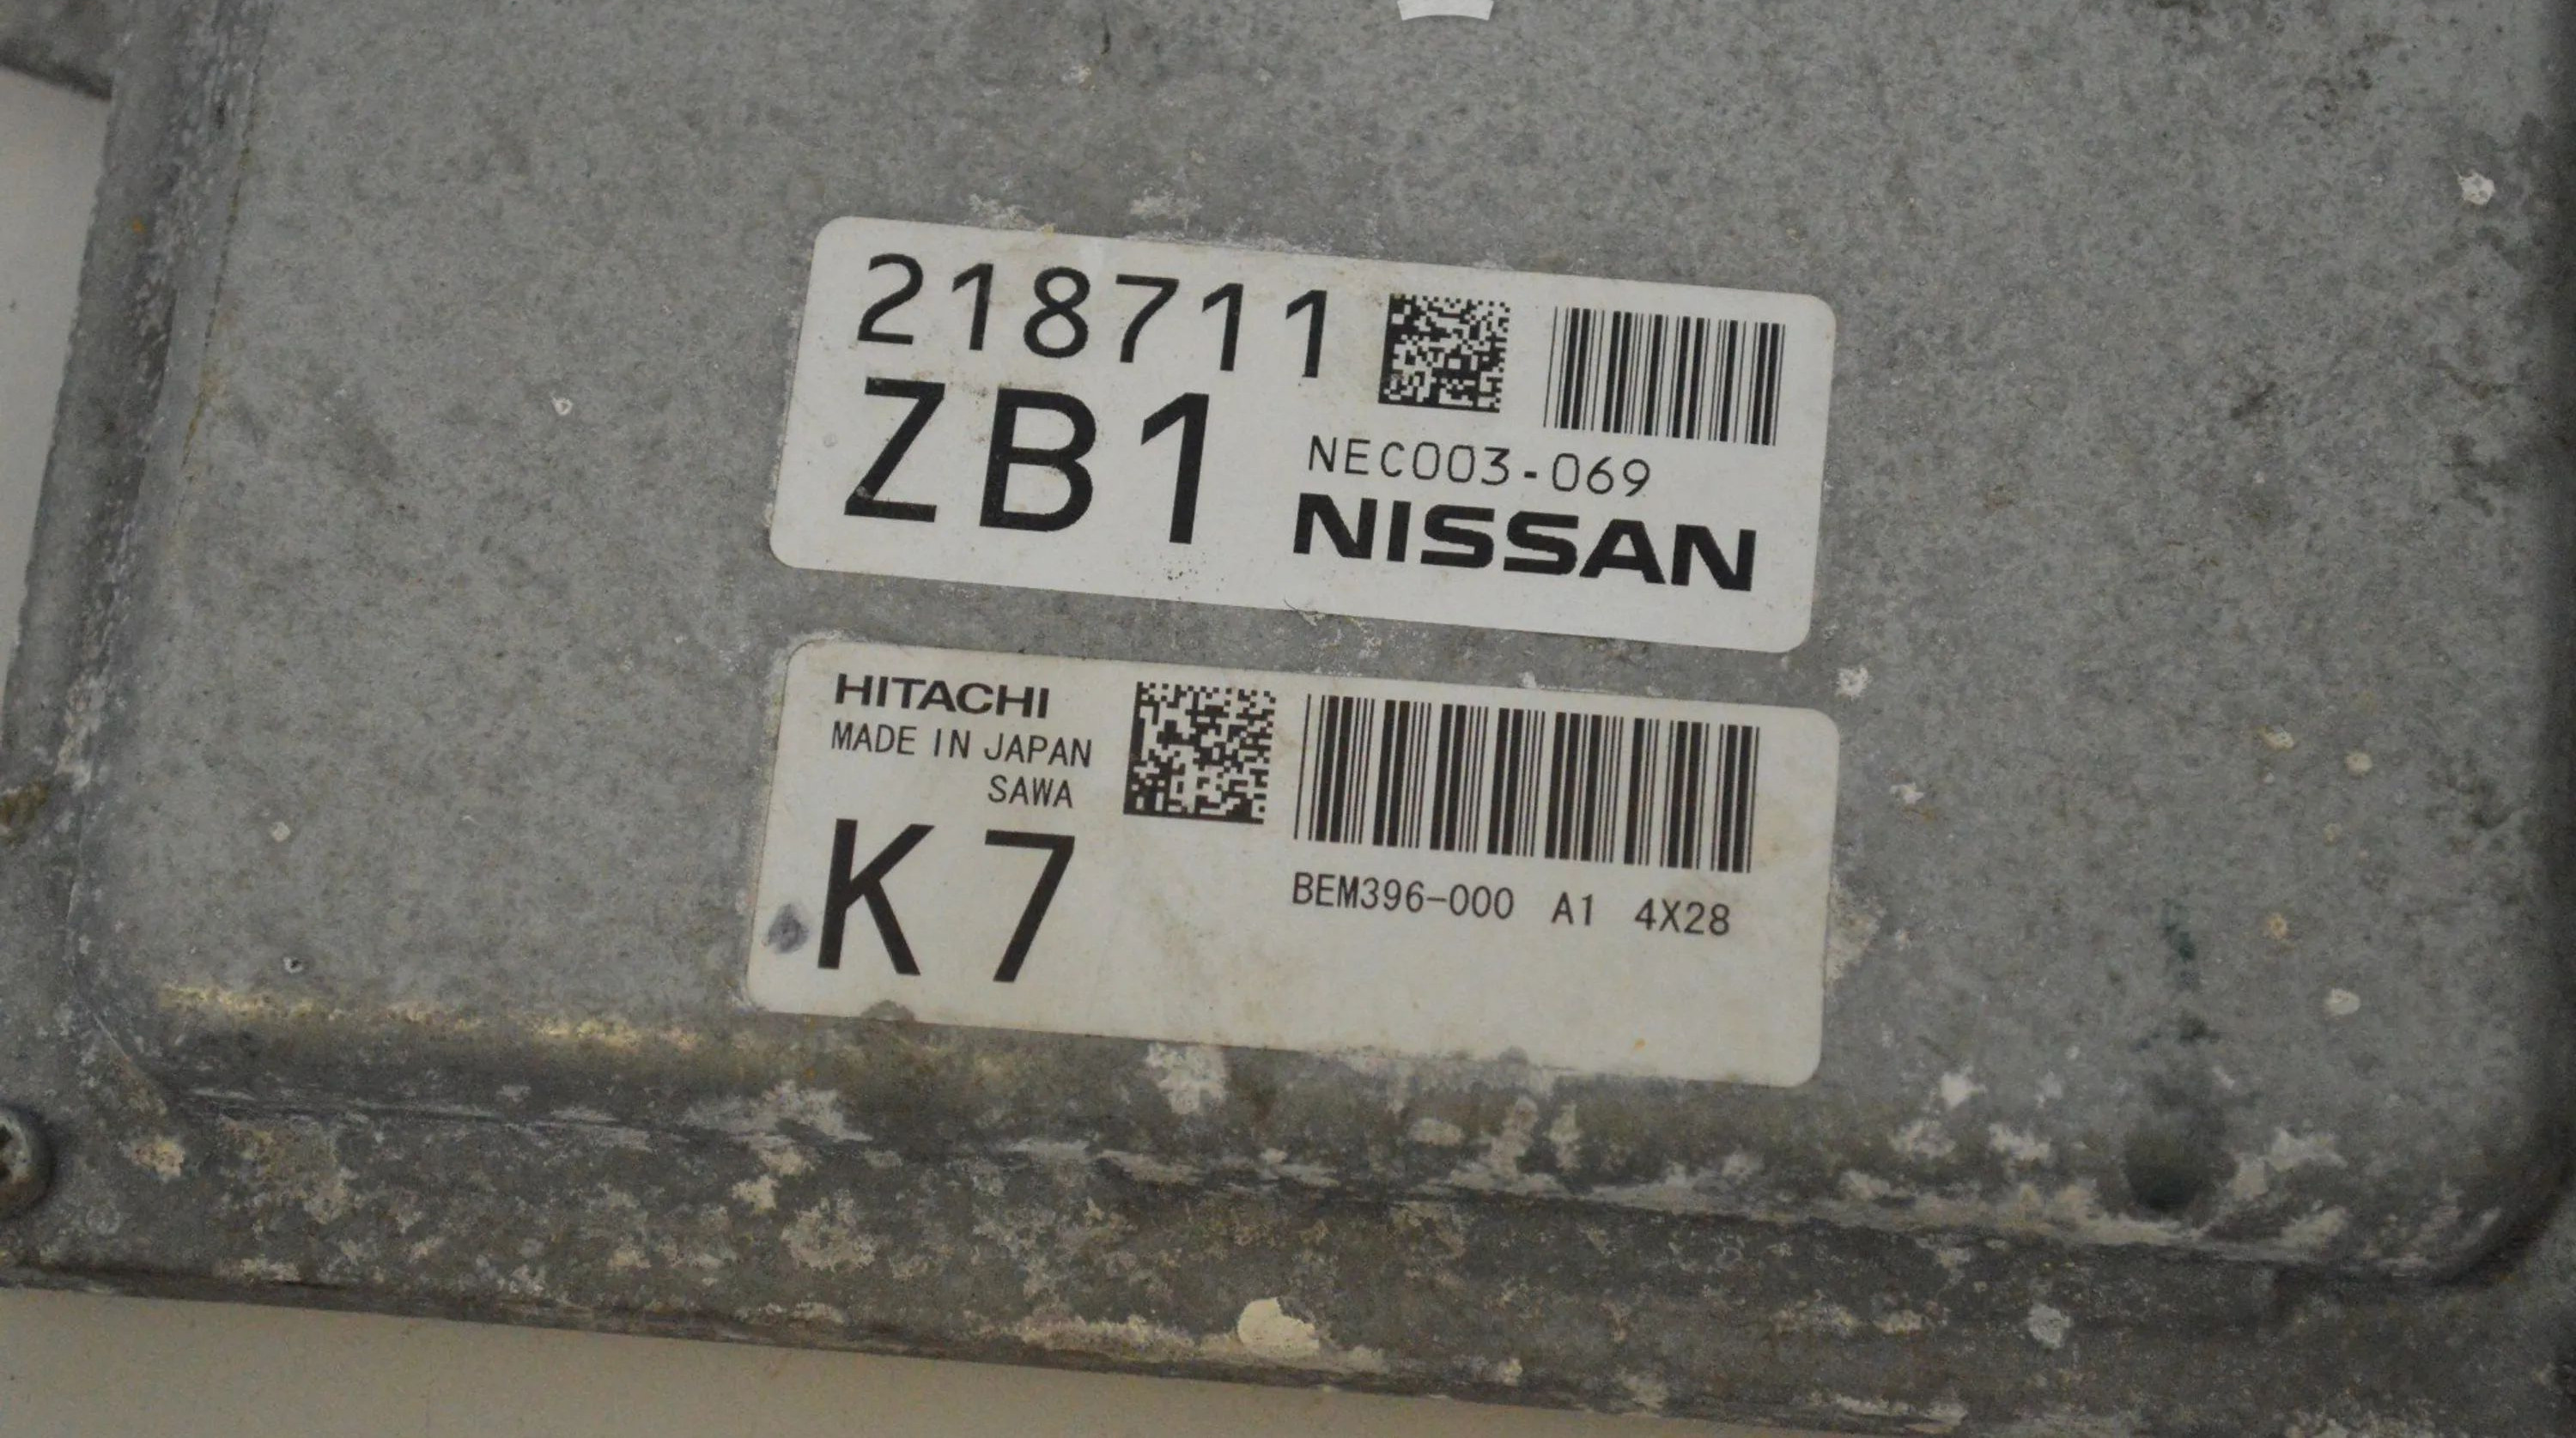 218711
ZB1
NEC003-069
NISSAN
HITACHI
MADE IN JAPAN
SAWA
K7
BEM396-000 A1 4X28